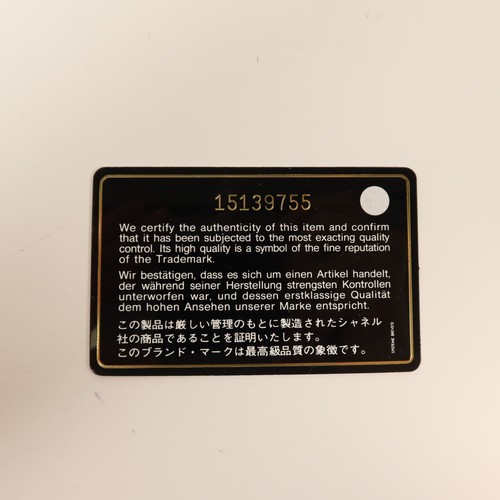 15139755
We certify the authenticity of this item and confirm
that it has been subjected to the most exacting quality
control. Its high quality is a symbol of the fine reputation
of the Trademark.
Wir bestätigen, dass es sich um einen Artikel handelt,
der während seiner Herstellung strengsten Kontrollen
unterworfen war, und dessen erstklassige Qualität
dem hohen Ansehen unserer Marke entspricht.
この製品は厳しい管理のもとに製造されたシャネル
社の商品であることを証明いたします。
このブランド・マークは最高級品質の象徴です。